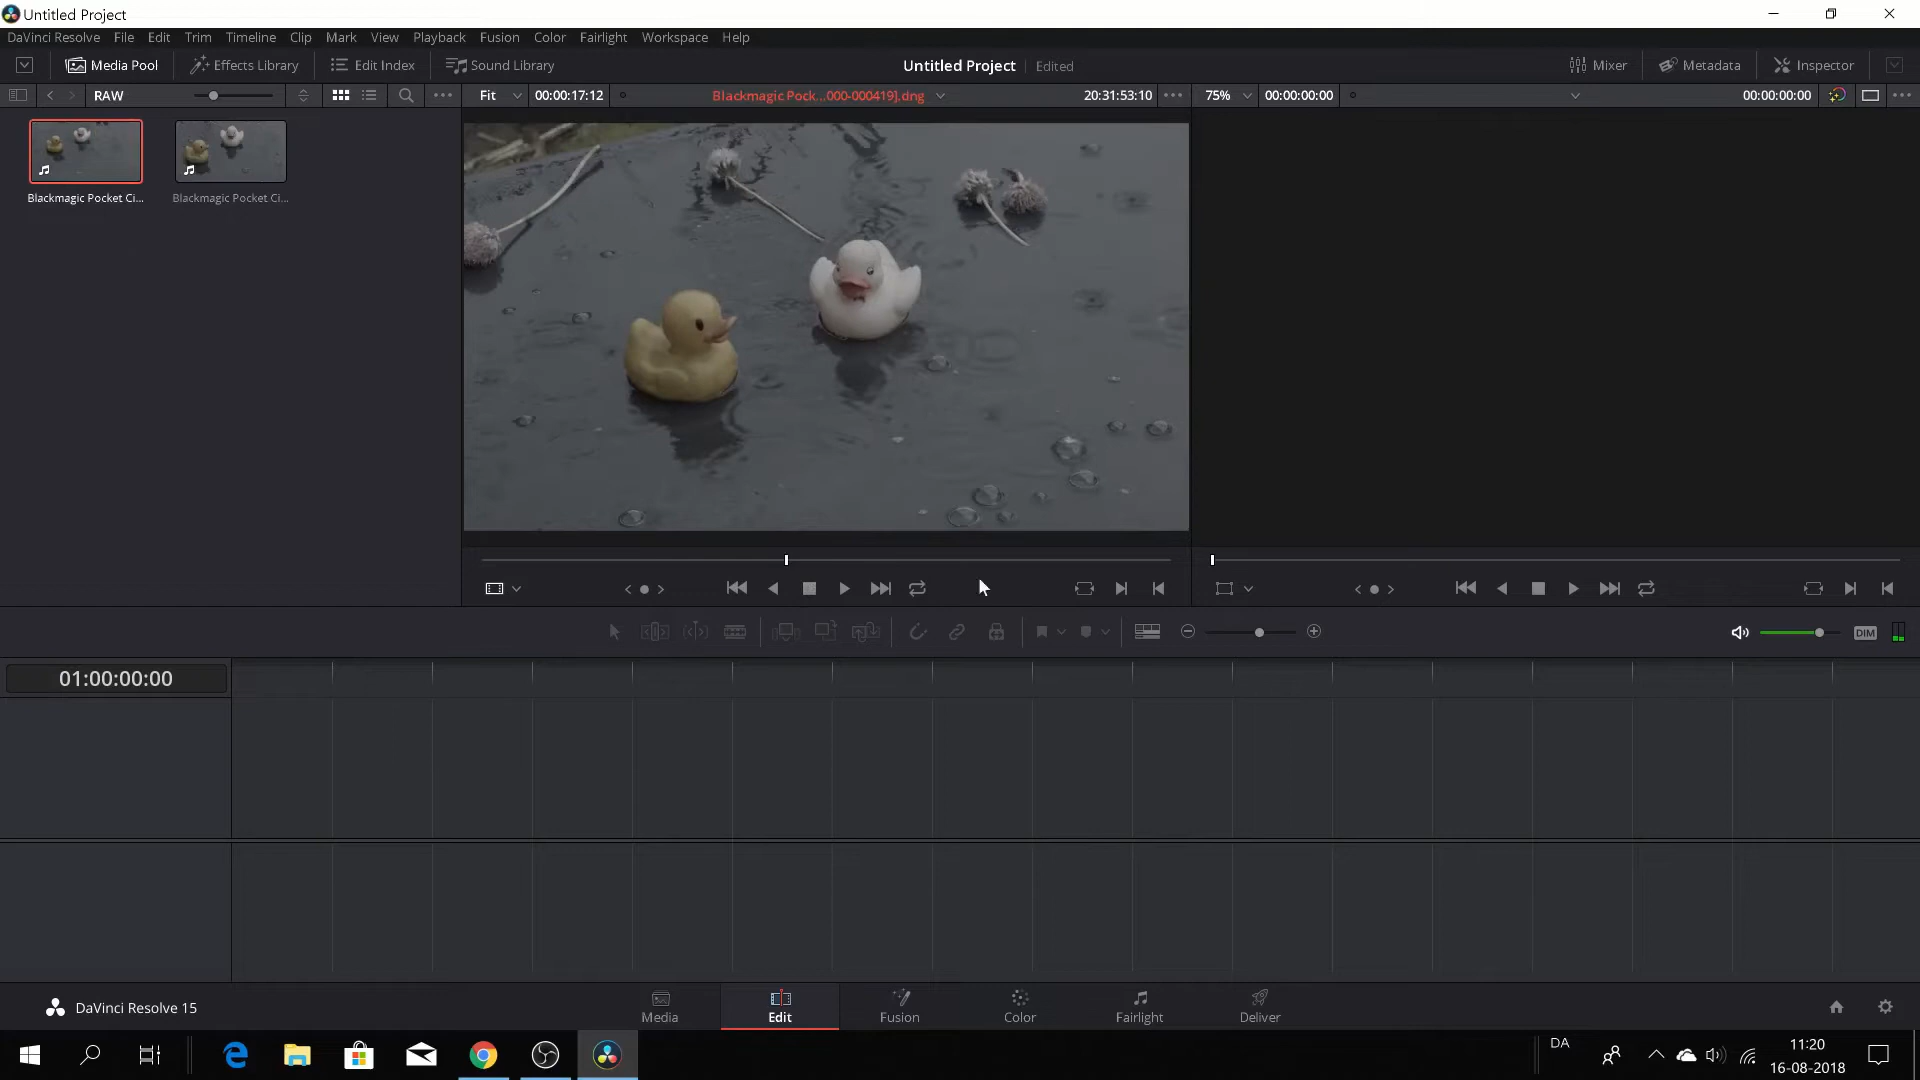 Untitled Project
DaVinci Resolve File Edit Trim Timeline Clip Mark View Playback Fusion Color Fairlight Workspace Help
Media Pool Effects Library Edit Index Sound Library Untitled Project Edited Mixer Metadata Inspector
RAW Fit 00:00:17:12 Blackmagic Pock...000-000419].dng 20:31:53:10 75% 00:00:00:00 00:00:00:00
Blackmagic Pocket Ci... Blackmagic Pocket Ci...
DIM
01:00:00:00
DaVinci Resolve 15 Media Edit Fusion Color Fairlight Deliver
DA 11:20
16-08-2018